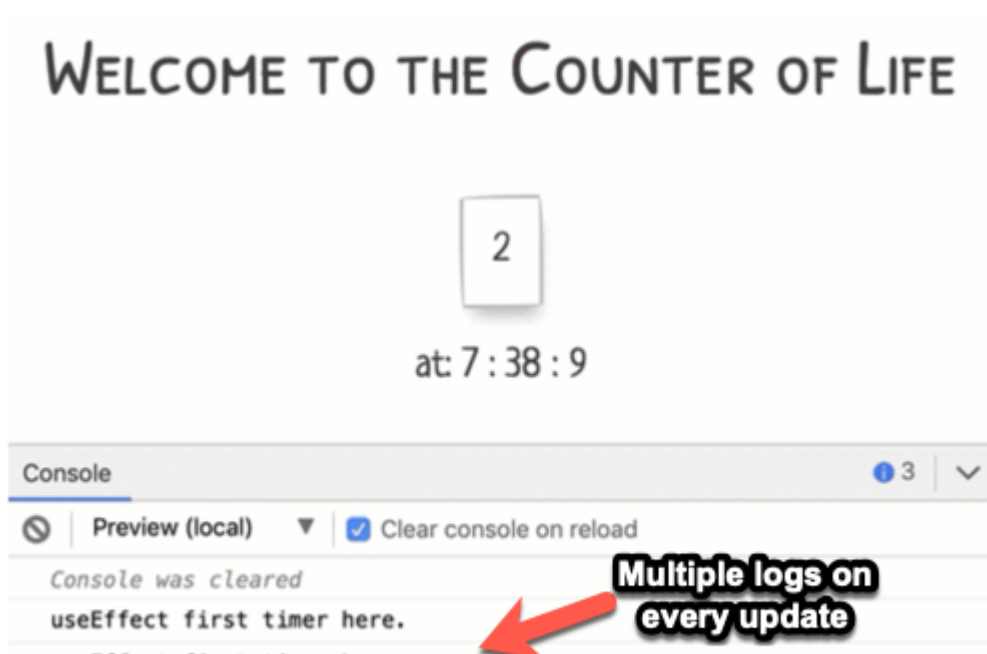 WELCOME TO THE COUNTER OF LIFE
2
at: 7 : 38 : 9
Console
3
Preview (local)
Clear console on reload
Console was cleared
Multiple logs on
every update
useEffect first timer here.